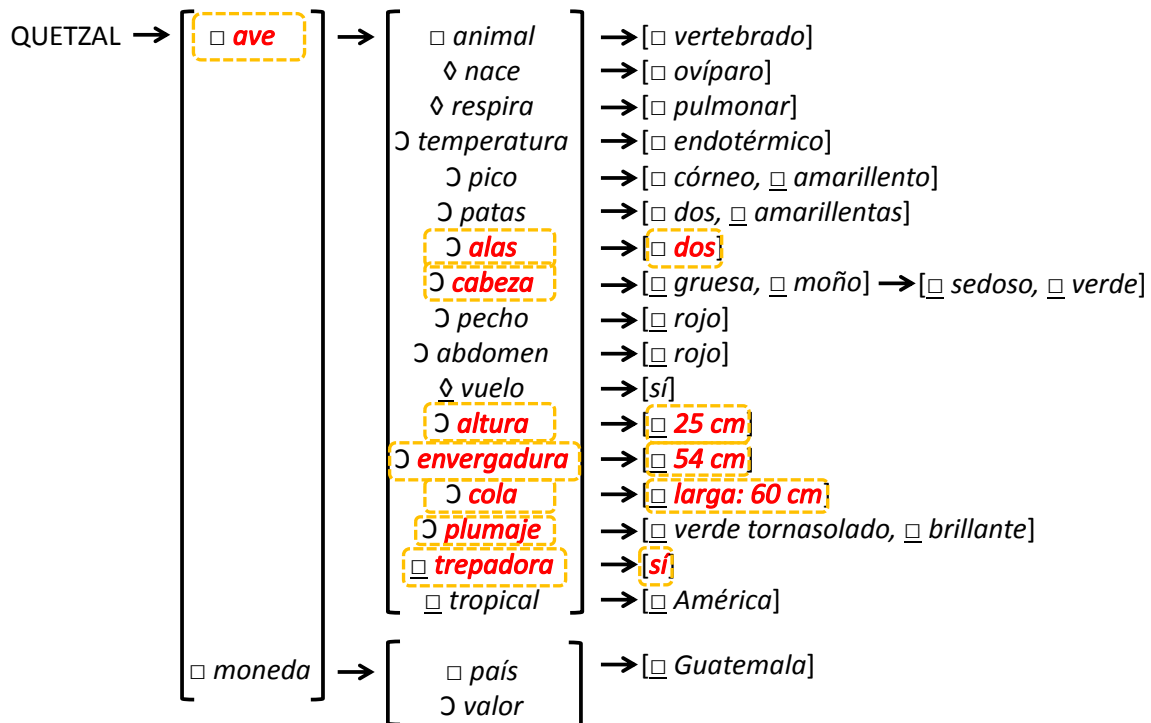 QUETZAL → □ ave → □ animal → [□ vertebrado]
◊ nace → [□ ovíparo]
◊ respira → [□ pulmonar]
Ɔ temperatura → [□ endotérmico]
Ɔ pico → [□ córneo, □ amarillento]
Ɔ patas → [□ dos, □ amarillentas]
Ɔ alas → [□ dos]
Ɔ cabeza → [□ gruesa, □ moño] → [□ sedoso, □ verde]
Ɔ pecho → [□ rojo]
Ɔ abdomen → [□ rojo]
◊ vuelo → [sí]
Ɔ altura → [□ 25 cm]
Ɔ envergadura → [□ 54 cm]
Ɔ cola → [□ larga: 60 cm]
Ɔ plumaje → [□ verde tornasolado, □ brillante]
□ trepadora → [sí]
□ tropical → [□ América]
□ moneda → □ país → [□ Guatemala]
Ɔ valor